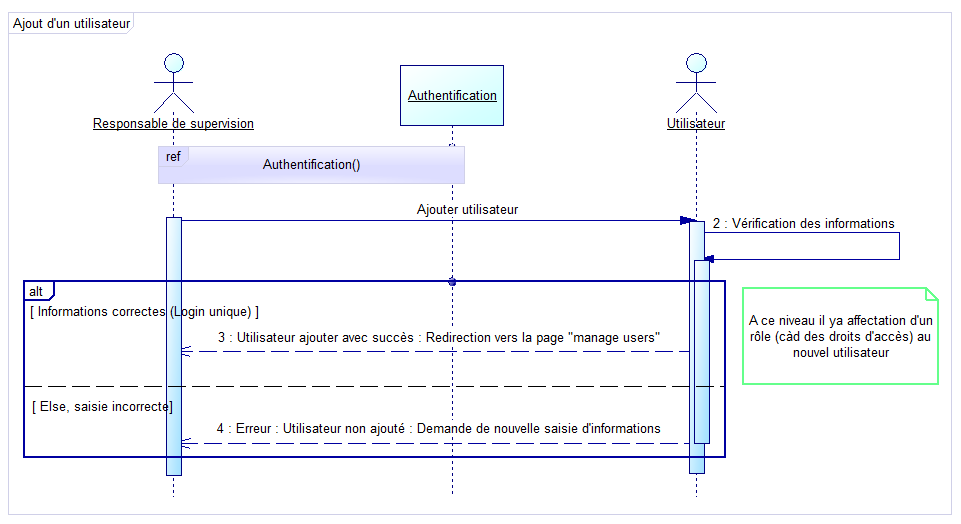 Ajout d'un utilisateur
Responsable de supervision
Authentification
Utilisateur
ref
Authentification()
Ajouter utilisateur
2 : Vérification des informations
alt
[ Informations correctes (Login unique) ]
3 : Utilisateur ajouter avec succès : Redirection vers la page "manage users"
A ce niveau il ya affectation d'un
rôle (càd des droits d'accès) au
nouvel utilisateur
[ Else, saisie incorrecte]
4 : Erreur : Utilisateur non ajouté : Demande de nouvelle saisie d'informations